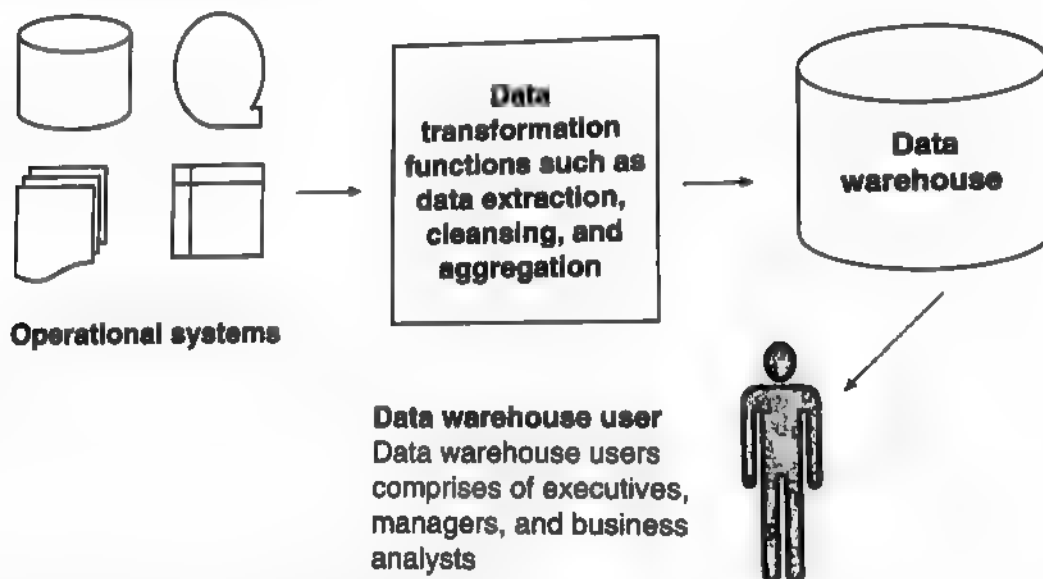 Data
transformation
functions such as
data extraction,
cleansing, and
aggregation
Data
warehouse
Operational systems
Data warehouse user
Data warehouse users
comprises of executives,
managers, and business
analysts